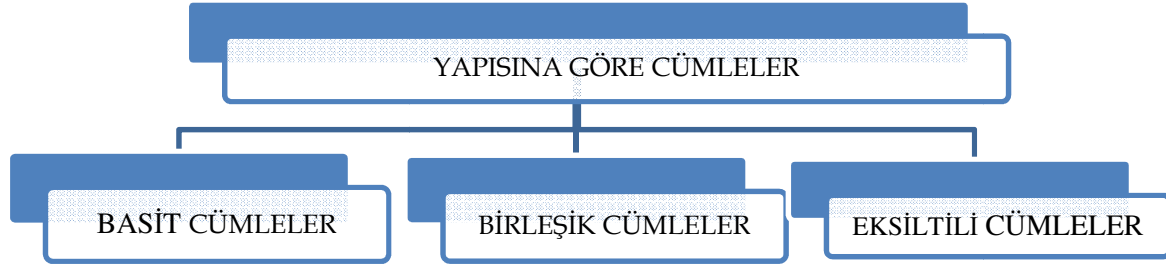 YAPISINA GÖRE CÜMLELER
BASİT CÜMLELER
BİRLEŞİK CÜMLELER
EKSİLTİLİ CÜMLELER